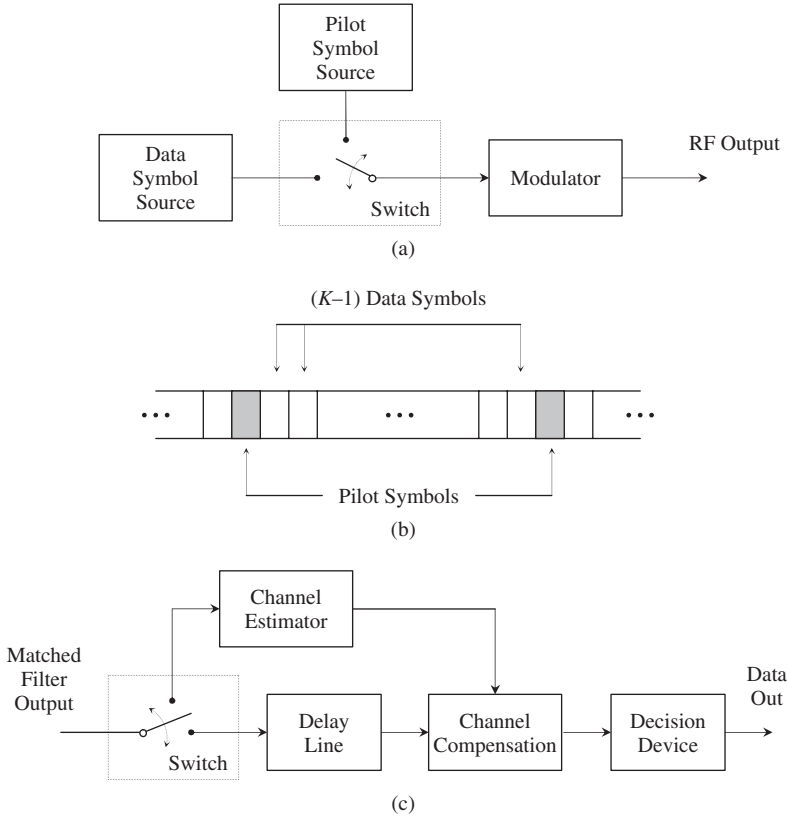 Pilot
Symbol
Source
Data
Symbol
Source
Switch
Modulator
RF Output
(a)
(K–1) Data Symbols
Pilot Symbols
(b)
Channel
Estimator
Matched
Filter
Output
Switch
Delay
Line
Channel
Compensation
Decision
Device
Data
Out
(c)